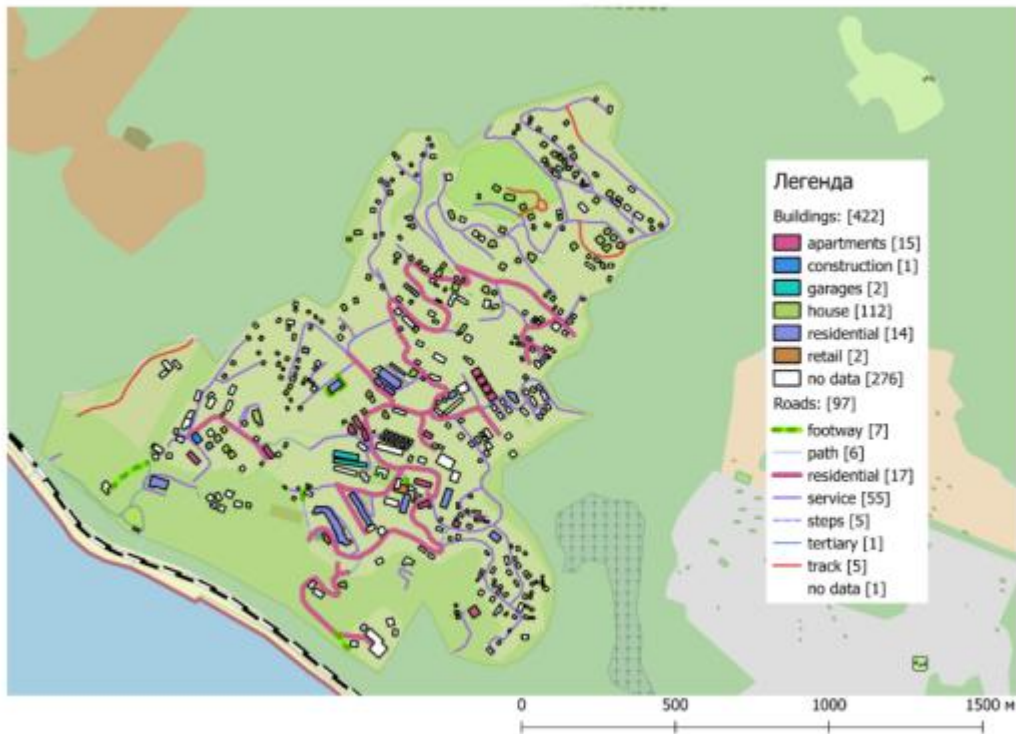 Легенда
Buildings: [422]
apartments [15]
construction [1]
garages [2]
house [112]
residential [14]
retail [2]
no data [276]
Roads: [97]
footway [7]
path [6]
residential [17]
service [55]
steps [5]
tertiary [1]
track [5]
no data [1]
0 500 1000 1500 м